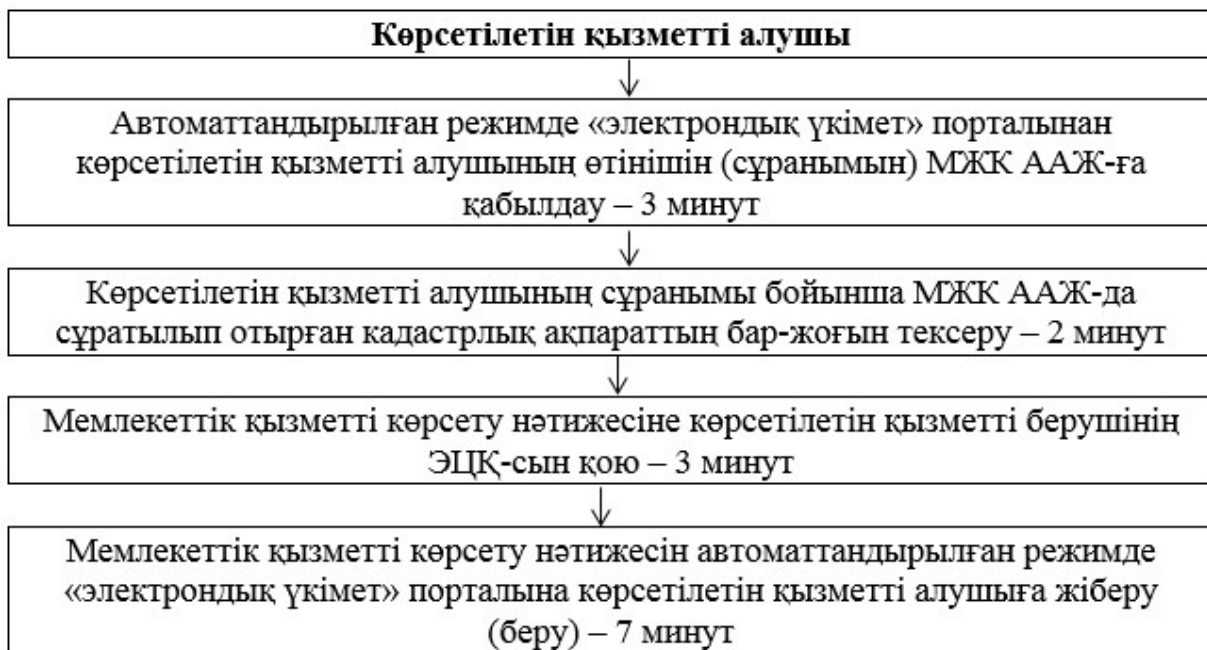 Көрсетілетін қызметті алушы
Автоматтандырылған режимде «электрондық үкімет» порталынан
көрсетілетін қызметті алушының өтінішін (сұранымын) МЖК ААЖ-ға
қабылдау – 3 минут
Көрсетілетін қызметті алушының сұранымы бойынша МЖК ААЖ-да
сұратылып отырған кадастрлық ақпараттың бар-жоғын тексеру – 2 минут
Мемлекеттік қызметті көрсету нәтижесіне көрсетілетін қызметті берушінің
ЭЦҚ-сын қою – 3 минут
Мемлекеттік қызметті көрсету нәтижесін автоматтандырылған режимде
«электрондық үкімет» порталына көрсетілетін қызметті алушыға жіберу
(беру) – 7 минут